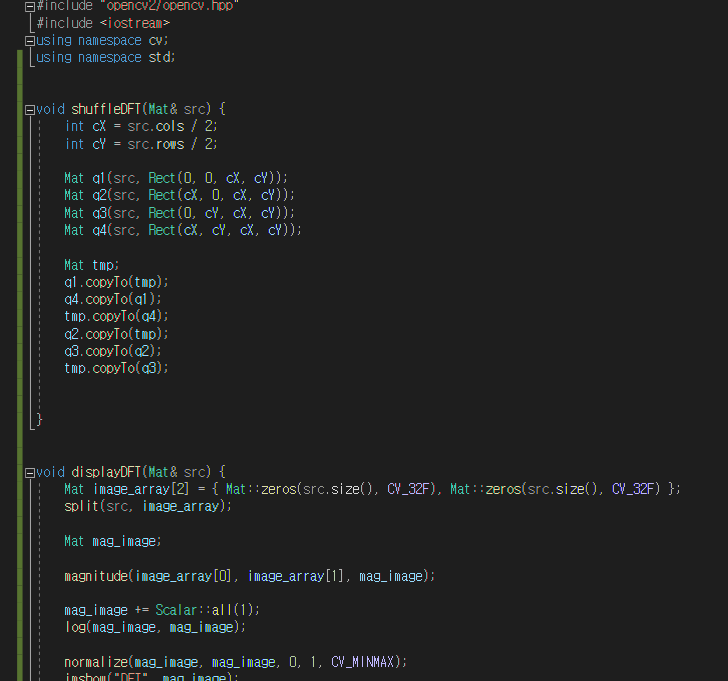 #include "opencv2/opencv.hpp"
#include <iostream>
using namespace cv;
using namespace std;
void shuffleDFT(Mat& src) {
int cX = src.cols / 2;
int cY = src.rows / 2;
Mat q1(src, Rect(0, 0, cX, cY));
Mat q2(src, Rect(cX, 0, cX, cY));
Mat q3(src, Rect(0, cY, cX, cY));
Mat q4(src, Rect(cX, cY, cX, cY));
Mat tmp;
q1.copyTo(tmp);
q4.copyTo(q1);
tmp.copyTo(q4);
q2.copyTo(tmp);
q3.copyTo(q2);
tmp.copyTo(q3);
}
void displayDFT(Mat& src) {
Mat image_array[2] = { Mat::zeros(src.size(), CV_32F), Mat::zeros(src.size(), CV_32F) };
split(src, image_array);
Mat mag_image;
magnitude(image_array[0], image_array[1], mag_image);
mag_image += Scalar::all(1);
log(mag_image, mag_image);
normalize(mag_image, mag_image, 0, 1, CV_MINMAX);
imshow("DFT", mag_image);